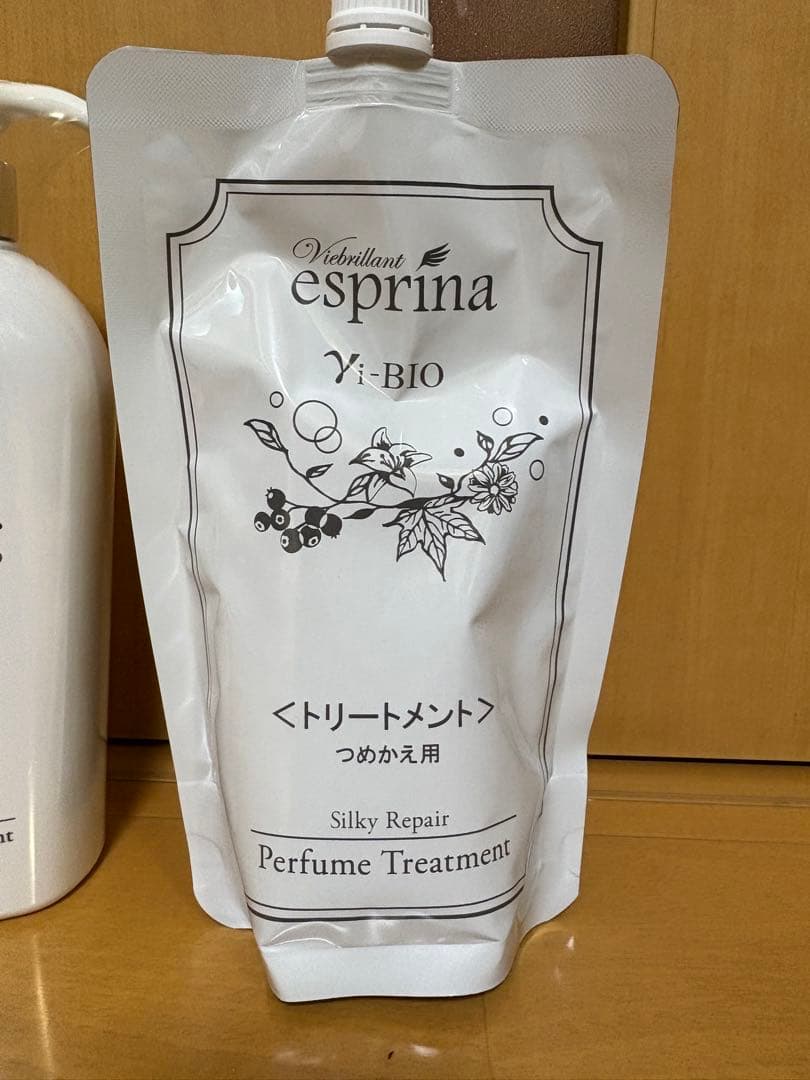 Viebrillant
esprina
γi-BIO
＜トリートメント＞
つめかえ用
Silky Repair
Perfume Treatment
nt